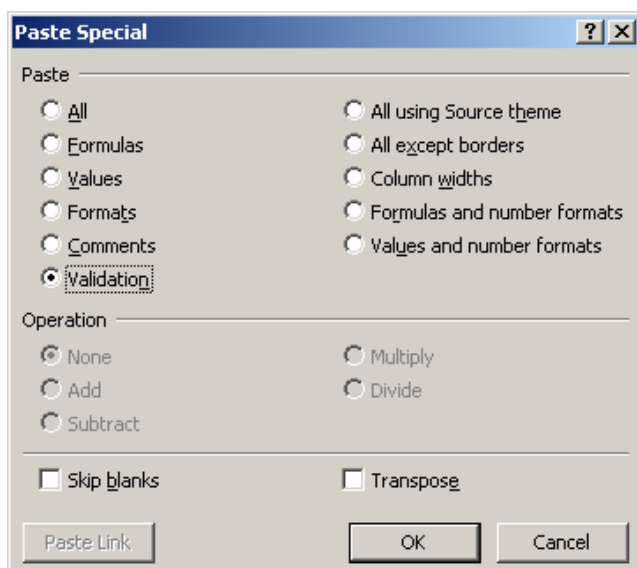 Paste Special
Paste
All
All using Source theme
Formulas
All except borders
Values
Column widths
Formats
Formulas and number formats
Comments
Values and number formats
Validation
Operation
None
Multiply
Add
Divide
Subtract
Skip blanks
Transpose
Paste Link
OK
Cancel